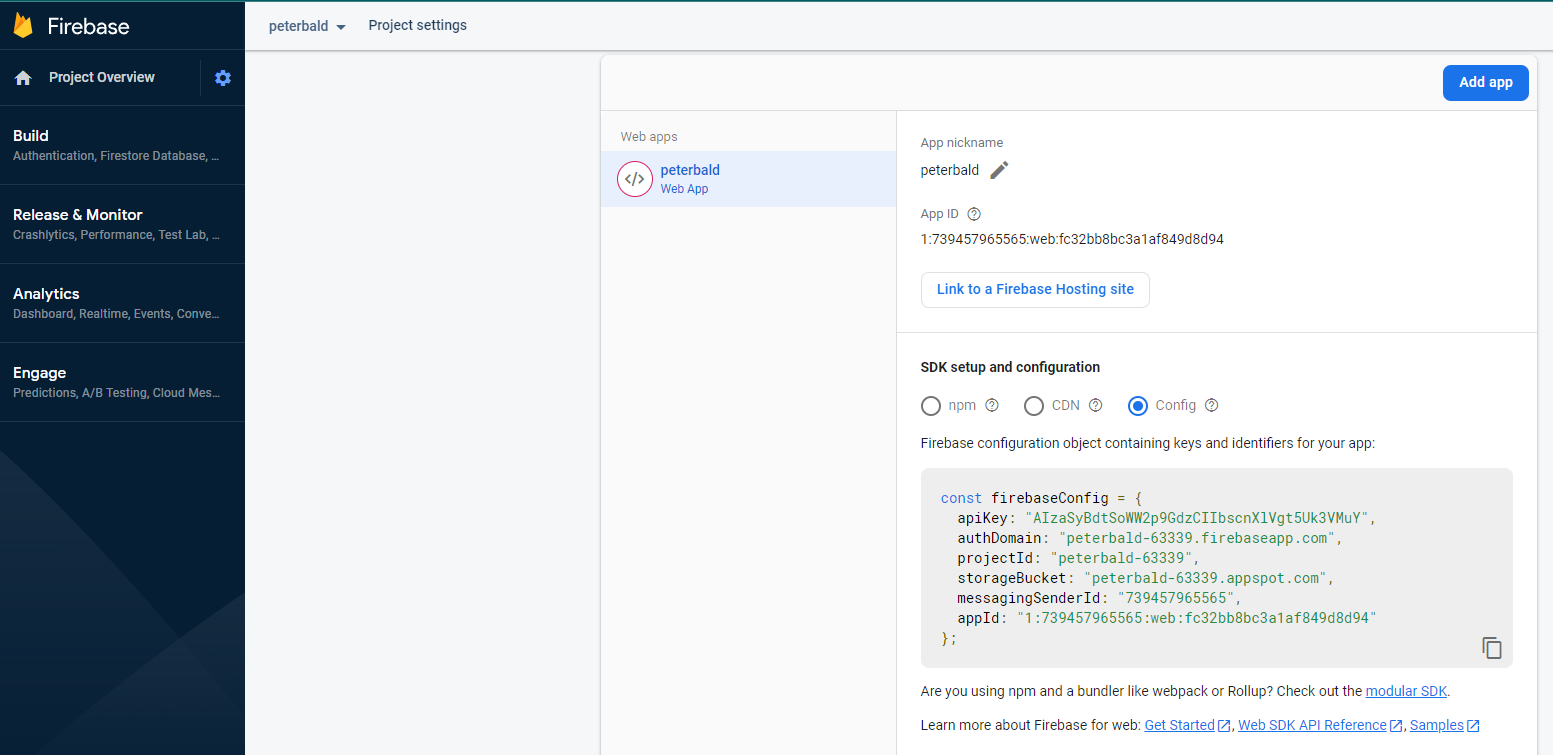 Firebase
peterbald
Project settings
Project Overview
Add app
Build
Authentication, Firestore Database, ...
Release & Monitor
Crashlytics, Performance, Test Lab, ...
Analytics
Dashboard, Realtime, Events, Conve...
Engage
Predictions, A/B Testing, Cloud Mes...
Web apps
</> peterbald
Web App
App nickname
peterbald
App ID
1:739457965565:web:fc32bb8bc3a1af849d8d94
Link to a Firebase Hosting site
SDK setup and configuration
npm CDN Config
Firebase configuration object containing keys and identifiers for your app:
const firebaseConfig = {
apiKey: "AIzaSyBdtSoWW2p9GdzCIIbscnXlVgt5Uk3VMuY",
authDomain: "peterbald-63339.firebaseapp.com",
projectId: "peterbald-63339",
storageBucket: "peterbald-63339.appspot.com",
messagingSenderId: "739457965565",
appId: "1:739457965565:web:fc32bb8bc3a1af849d8d94"
};
Are you using npm and a bundler like webpack or Rollup? Check out the modular SDK.
Learn more about Firebase for web: Get Started, Web SDK API Reference, Samples